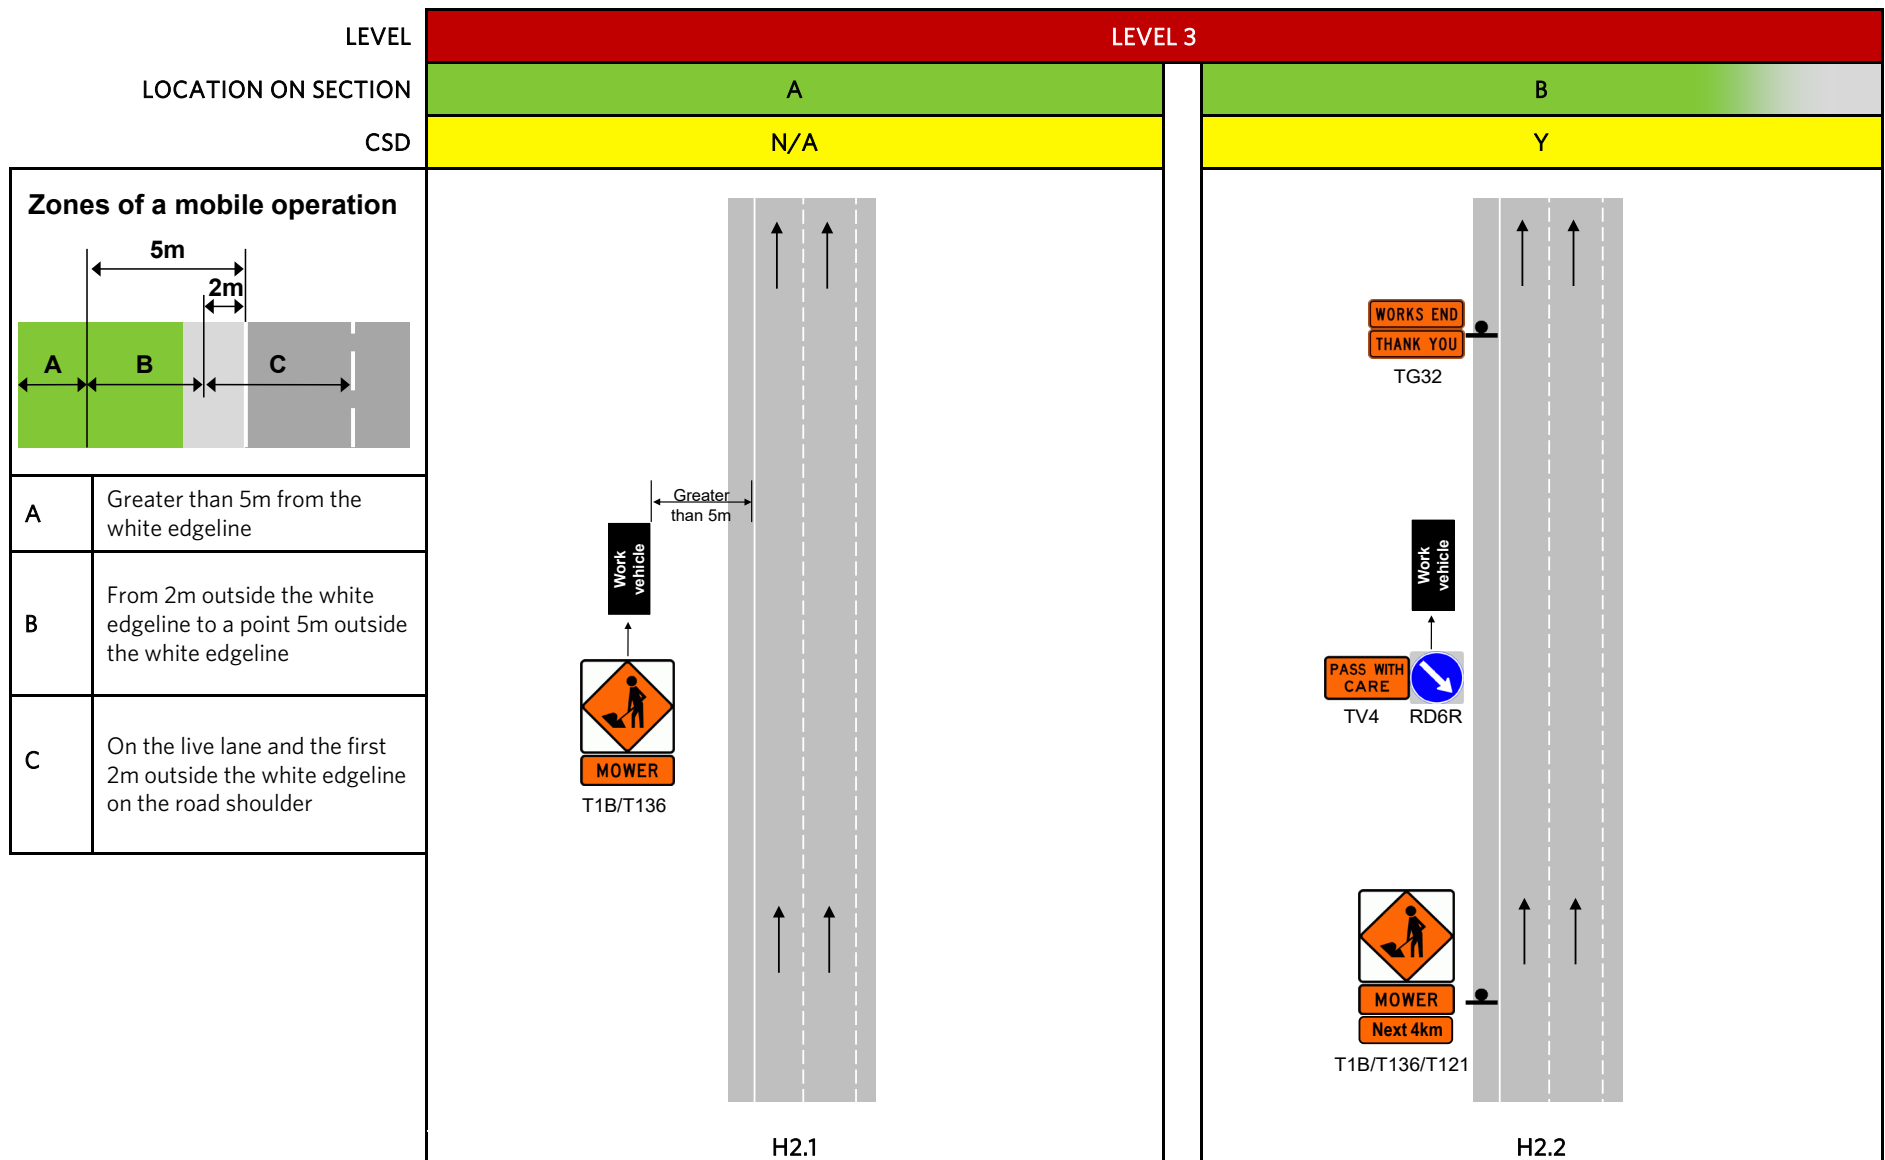 LEVEL
LEVEL 3
LOCATION ON SECTION
A
B
CSD
N/A
Y
Zones of a mobile operation
5m
2m
A
B
C
A
Greater than 5m from the
white edgeline
B
From 2m outside the white
edgeline to a point 5m outside
the white edgeline
C
On the live lane and the first
2m outside the white edgeline
on the road shoulder
Greater
than 5m
Work
vehicle
MOWER
T1B/T136
H2.1
WORKS END
THANK YOU
TG32
Work
vehicle
PASS WITH
CARE
TV4
RD6R
MOWER
Next 4km
T1B/T136/T121
H2.2